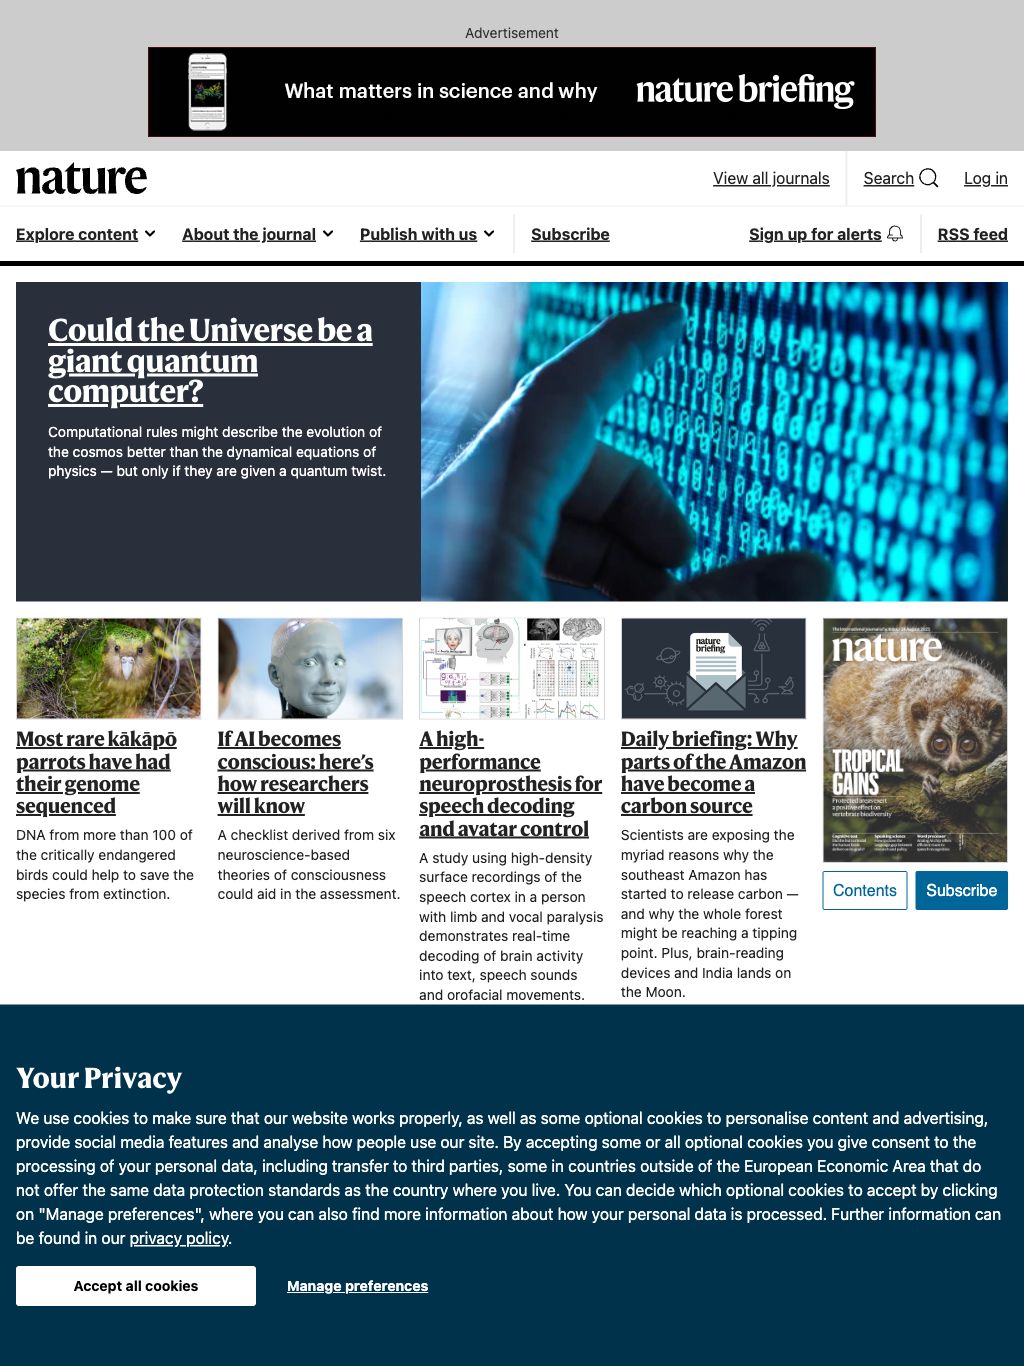 Advertisement
What matters in science and why
nature briefing
nature
View all journals
Search
Log in
Explore content
About the journal
Publish with us
Subscribe
Sign up for alerts
RSS feed
Could the Universe be a
giant quantum
computer?
Computational rules might describe the evolution of
the cosmos better than the dynamical equations of
physics — but only if they are given a quantum twist.
Most rare kākāpō
parrots have had
their genome
sequenced
DNA from more than 100 of
the critically endangered
birds could help to save the
species from extinction.
If AI becomes
conscious: here's
how researchers
will know
A checklist derived from six
neuroscience-based
theories of consciousness
could aid in the assessment.
A high-
performance
neuroprosthesis for
speech decoding
and avatar control
A study using high-density
surface recordings of the
speech cortex in a person
with limb and vocal paralysis
demonstrates real-time
decoding of brain activity
into text, speech sounds
and orofacial movements.
nature
briefing
Daily briefing: Why
parts of the Amazon
have become a
carbon source
Scientists are exposing the
myriad reasons why the
southeast Amazon has
started to release carbon —
and why the whole forest
might be reaching a tipping
point. Plus, brain-reading
devices and India lands on
the Moon.
nature
TROPICAL
GAINS
Protected areas exert
a positive effect on
vertebrate biodiversity
Contents
Subscribe
Your Privacy
We use cookies to make sure that our website works properly, as well as some optional cookies to personalise content and advertising,
provide social media features and analyse how people use our site. By accepting some or all optional cookies you give consent to the
processing of your personal data, including transfer to third parties, some in countries outside of the European Economic Area that do
not offer the same data protection standards as the country where you live. You can decide which optional cookies to accept by clicking
on "Manage preferences", where you can also find more information about how your personal data is processed. Further information can
be found in our privacy policy.
Accept all cookies
Manage preferences